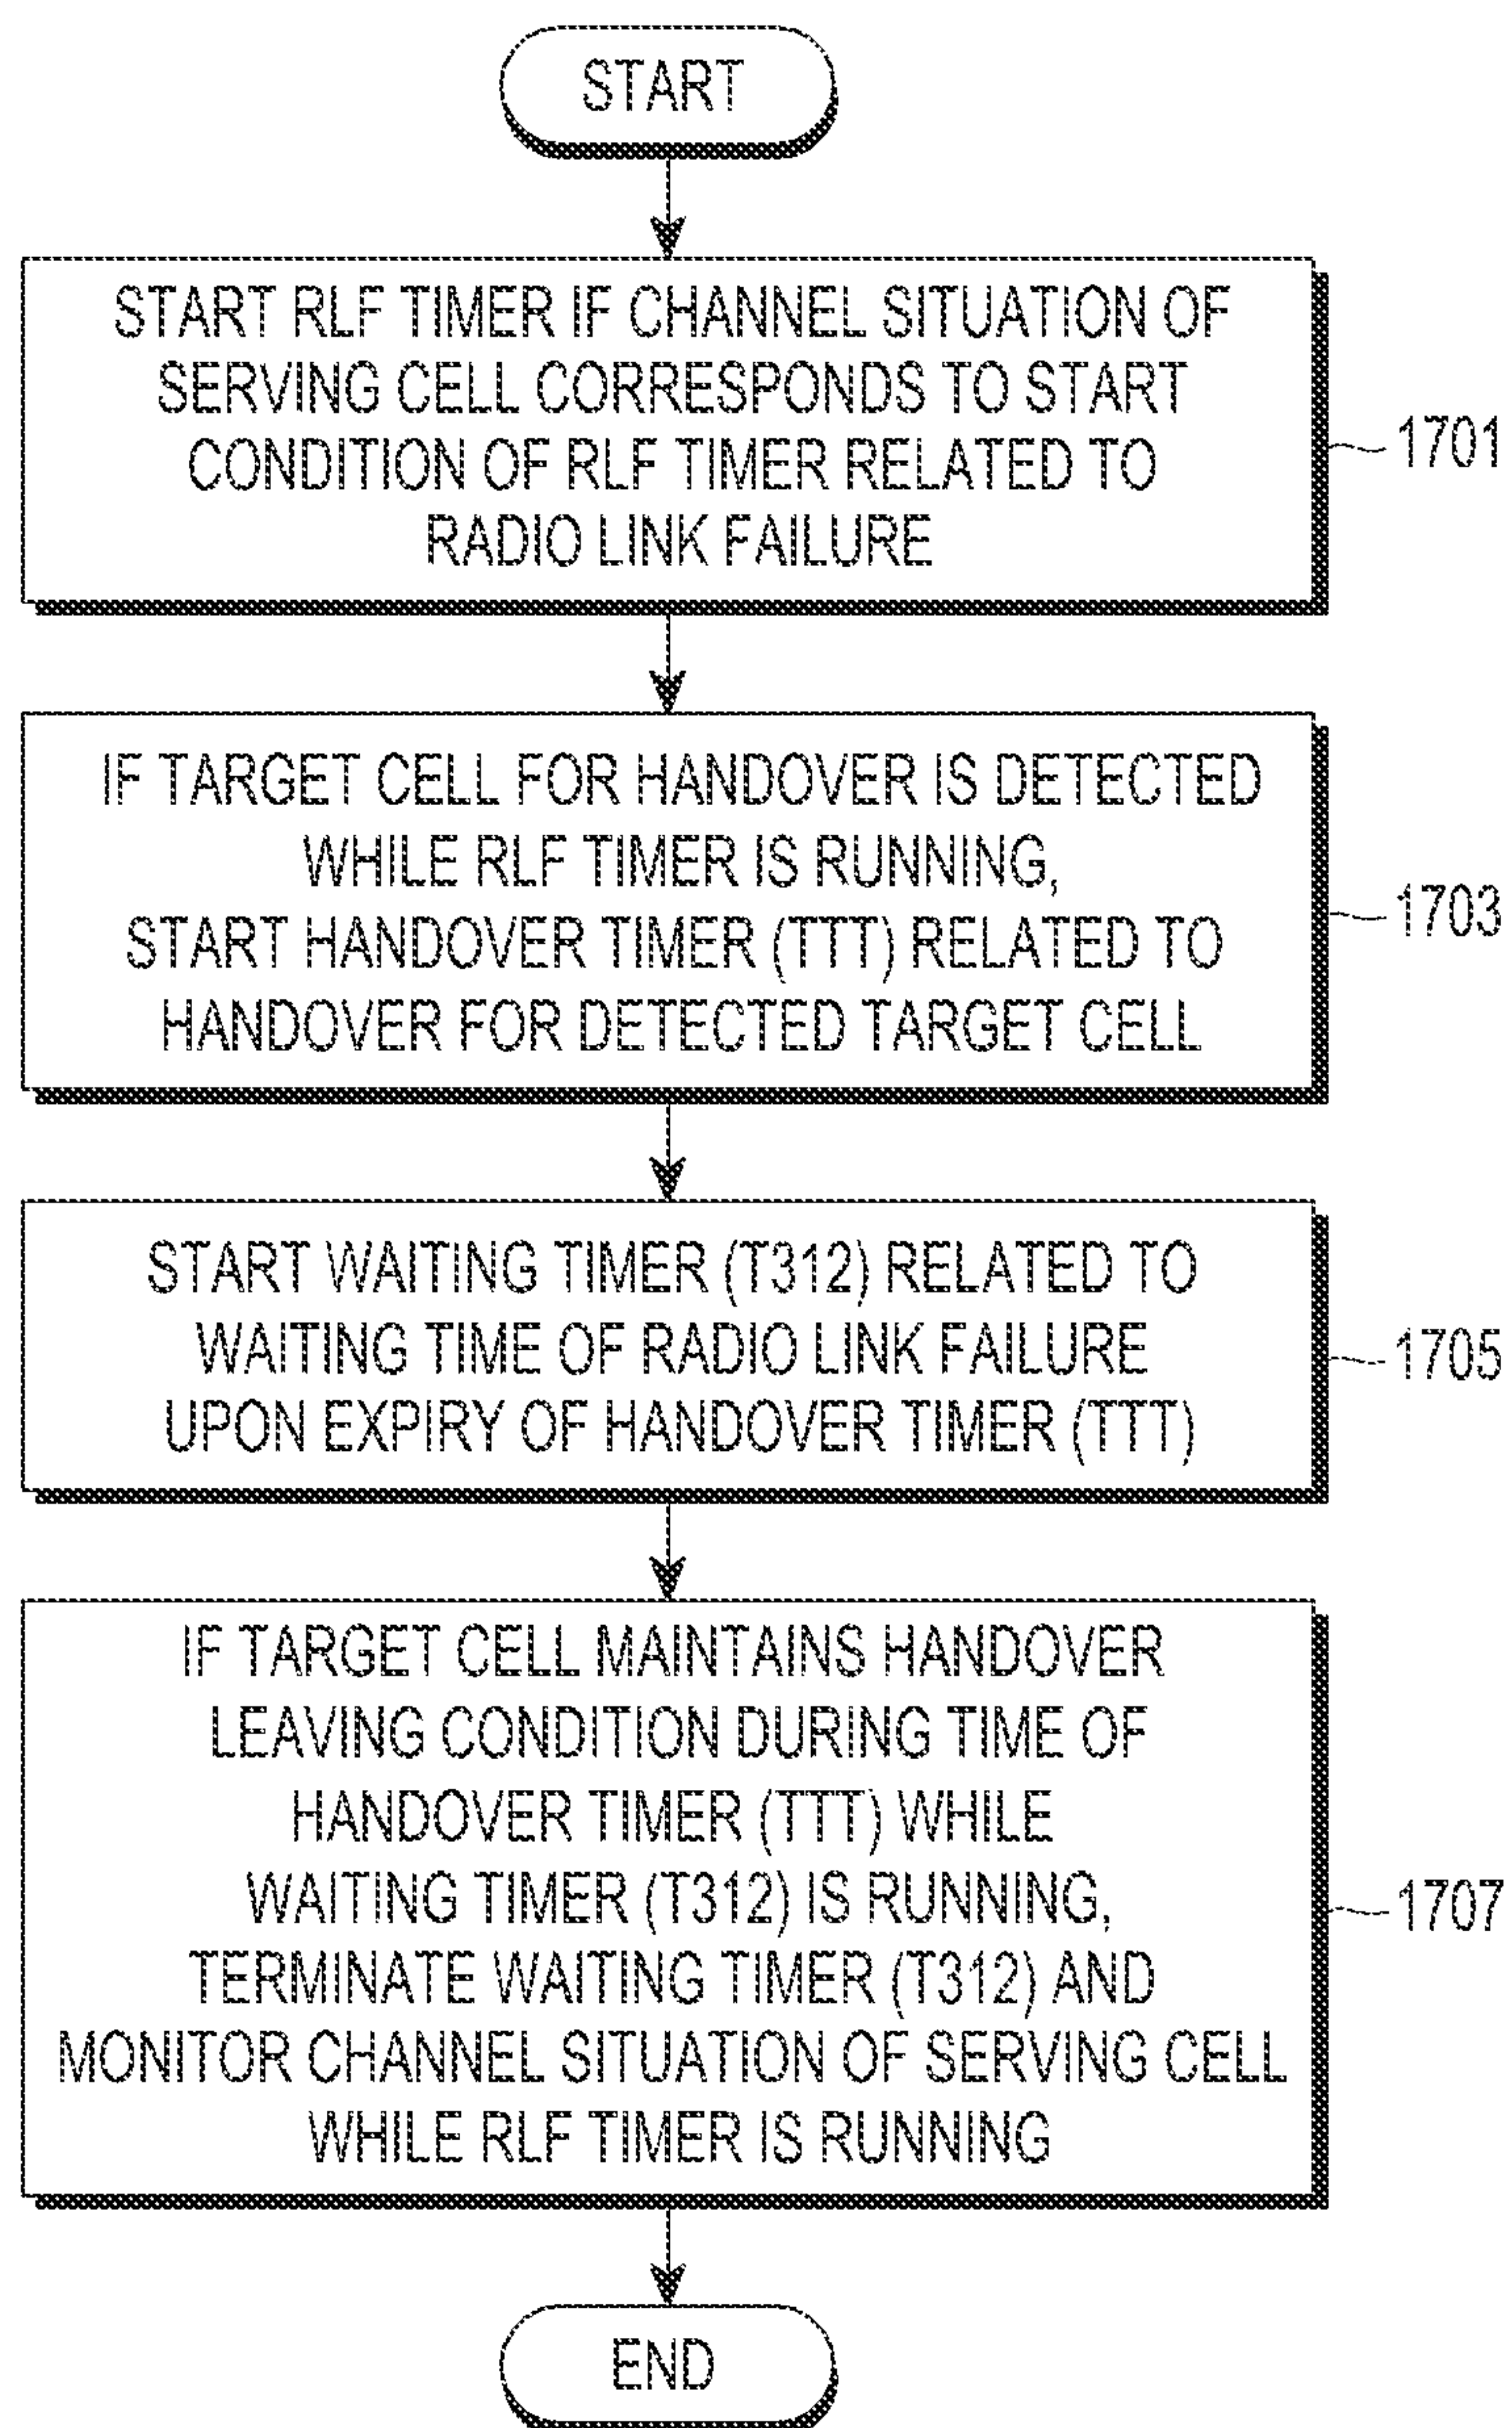 START
START RLF TIMER IF CHANNEL SITUATION OF
SERVING CELL CORRESPONDS TO START
CONDITION OF RLF TIMER RELATED TO
RADIO LINK FAILURE
1701
IF TARGET CELL FOR HANDOVER IS DETECTED
WHILE RLF TIMER IS RUNNING,
START HANDOVER TIMER (TTT) RELATED TO
HANDOVER FOR DETECTED TARGET CELL
1703
START WAITING TIMER (T312) RELATED TO
WAITING TIME OF RADIO LINK FAILURE
UPON EXPIRY OF HANDOVER TIMER (TTT)
1705
IF TARGET CELL MAINTAINS HANDOVER
LEAVING CONDITION DURING TIME OF
HANDOVER TIMER (TTT) WHILE
WAITING TIMER (T312) IS RUNNING,
TERMINATE WAITING TIMER (T312) AND
MONITOR CHANNEL SITUATION OF SERVING CELL
WHILE RLF TIMER IS RUNNING
1707
END